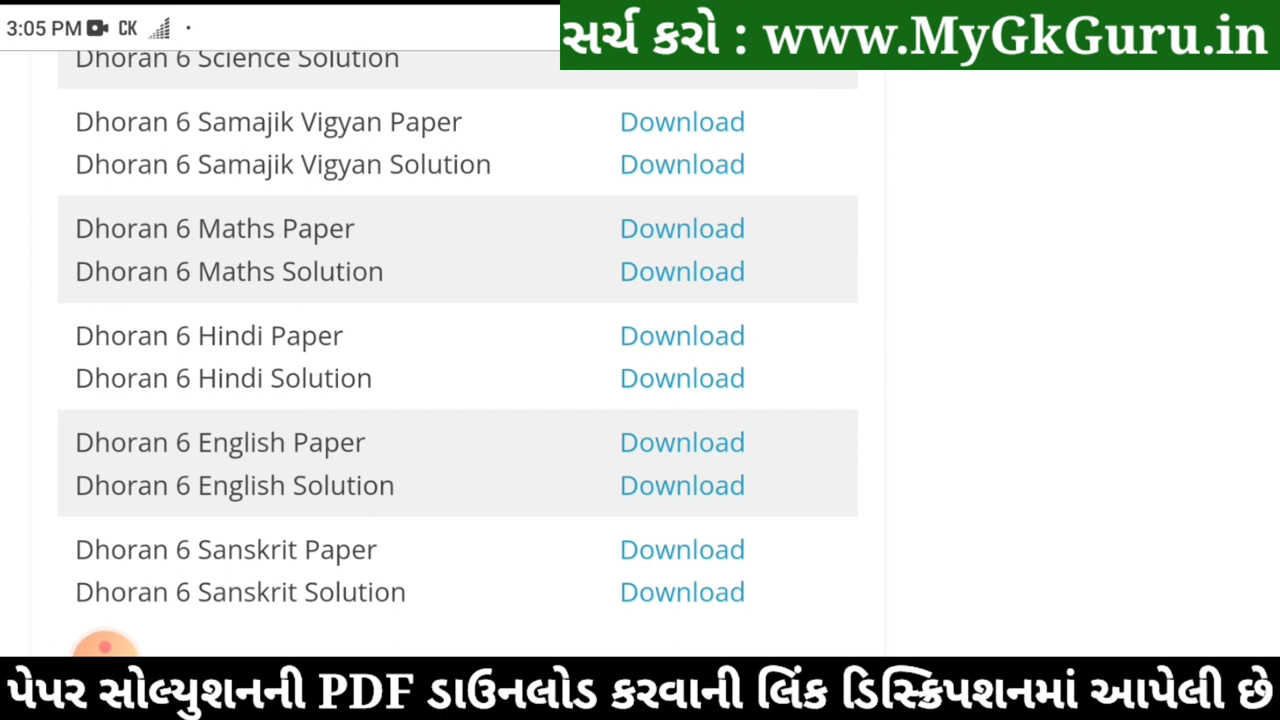 3:05 PM CK
સર્ચ કરો : www.MyGkGuru.in
Dhoran 6 Science Solution
Dhoran 6 Samajik Vigyan Paper Download
Dhoran 6 Samajik Vigyan Solution Download
Dhoran 6 Maths Paper Download
Dhoran 6 Maths Solution Download
Dhoran 6 Hindi Paper Download
Dhoran 6 Hindi Solution Download
Dhoran 6 English Paper Download
Dhoran 6 English Solution Download
Dhoran 6 Sanskrit Paper Download
Dhoran 6 Sanskrit Solution Download
પેપર સોલ્યુશનની PDF ડાઉનલોડ કરવાની લિંક ડિસ્ક્રિપશનમાં આપેલી છે